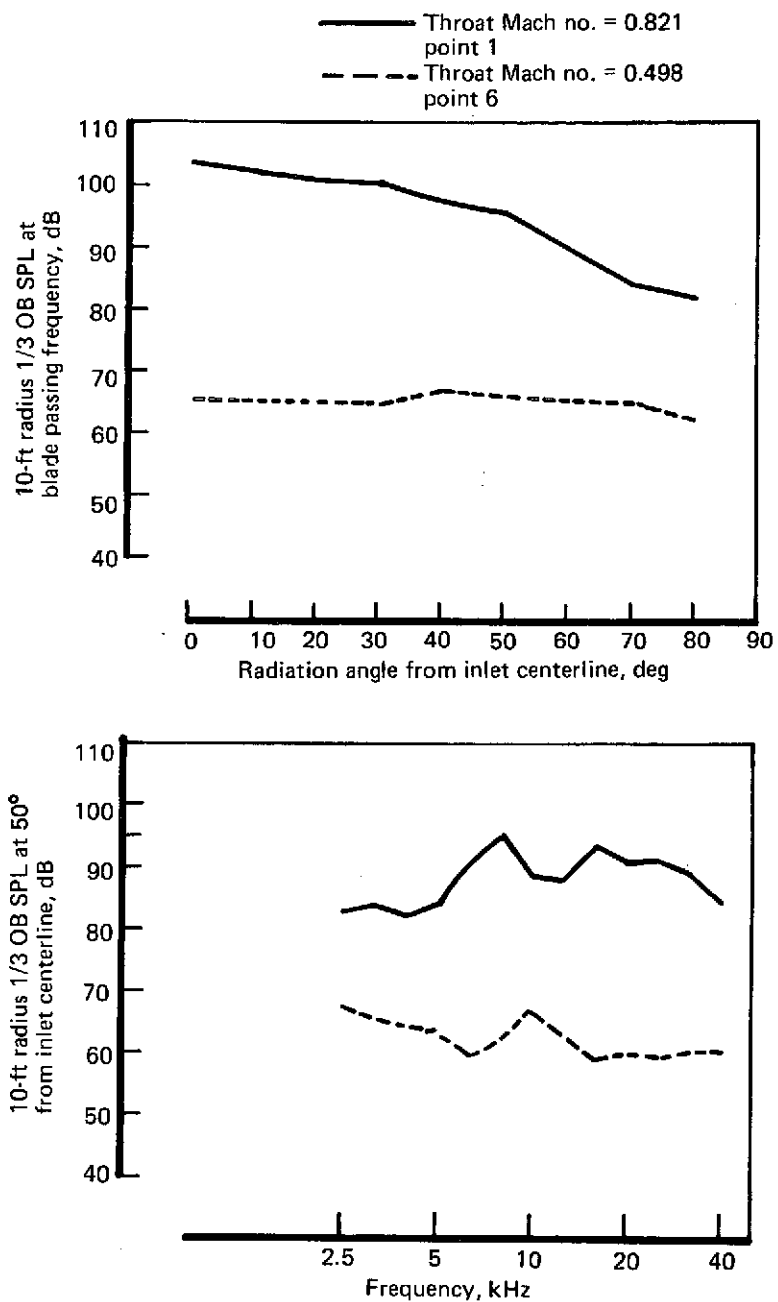 Throat Mach no. = 0.821
point 1
Throat Mach no. = 0.498
point 6
10-ft radius 1/3 OB SPL at
blade passing frequency, dB
110
100
90
80
70
60
50
40
0 10 20 30 40 50 60 70 80 90
Radiation angle from inlet centerline, deg
10-ft radius 1/3 OB SPL at 50°
from inlet centerline, dB
110
100
90
80
70
60
50
40
2.5 5 10 20 40
Frequency, kHz